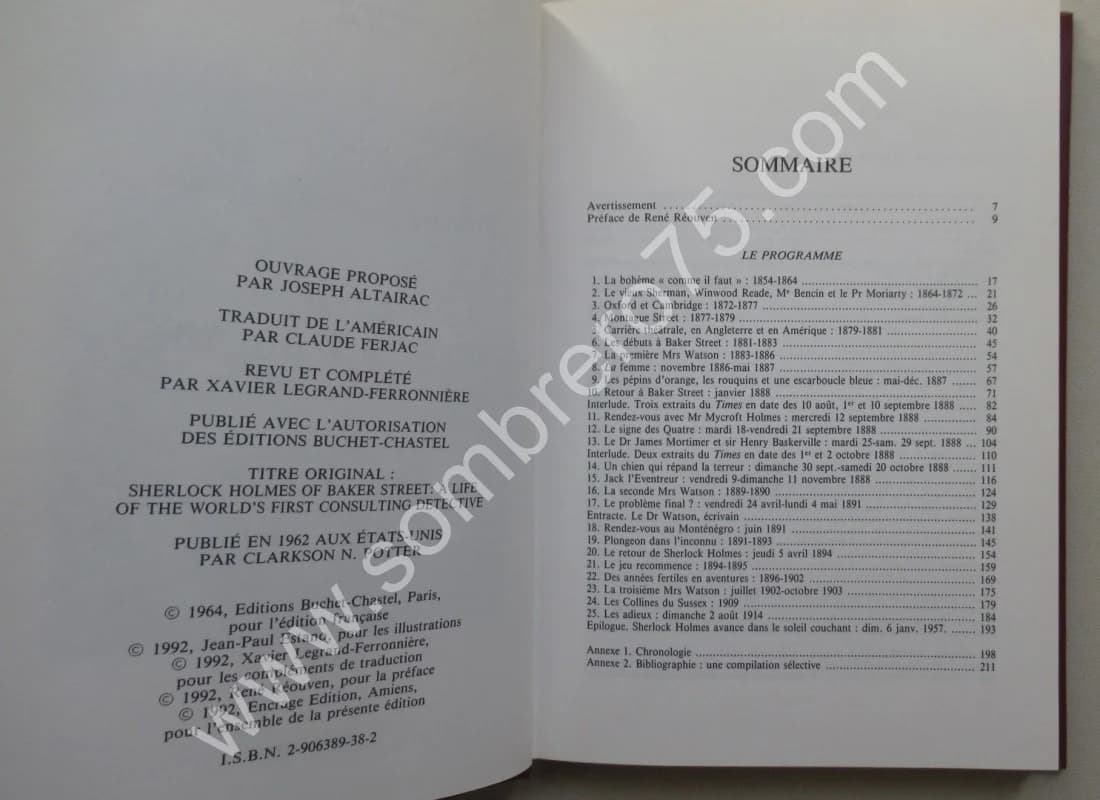 OUVRAGE PROPOSÉ
PAR JOSEPH ALTAIRAC
TRADUIT DE L'AMÉRICAIN
PAR CLAUDE FERJAC
REVU ET COMPLÉTÉ
PAR XAVIER LEGRAND-FERRONNIÈRE
PUBLIÉ AVEC L'AUTORISATION
DES ÉDITIONS BUCHET-CHASTEL
TITRE ORIGINAL :
SHERLOCK HOLMES OF BAKER STREET: A LIFE
OF THE WORLD'S FIRST CONSULTING DETECTIVE
PUBLIÉ EN 1962 AUX ÉTATS-UNIS
PAR CLARKSON N. POTTER
© 1964, Editions Buchet-Chastel, Paris,
pour l'édition française
© 1992, Jean-Paul Estano, pour les illustrations
© 1992, Xavier Legrand-Ferronnière,
pour les compléments de traduction
© 1992, René Réouven, pour la préface
© 1992, Encrage Edition, Amiens,
pour l'ensemble de la présente édition
I.S.B.N. 2-906389-38-2
SOMMAIRE
Avertissement ........ 7
Préface de René Réouven ........ 9
LE PROGRAMME
1. La bohème « comme il faut » : 1854-1864 ........ 17
2. Le vieux Sherman, Winwood Reade, Me Bencin et le Pr Moriarty : 1864-1872 ... 21
3. Oxford et Cambridge : 1872-1877 ........ 26
4. Montague Street : 1877-1879 ........ 32
5. Carrière théâtrale, en Angleterre et en Amérique : 1879-1881 ........ 40
6. Les débuts à Baker Street : 1881-1883 ........ 45
7. La première Mrs Watson : 1883-1886 ........ 54
8. La femme : novembre 1886-mai 1887 ........ 57
9. Les pépins d'orange, les rouquins et une escarboucle bleue : mai-déc. 1887 ........ 67
10. Retour à Baker Street : janvier 1888 ........ 71
Interlude. Trois extraits du Times en date des 10 août, 1er et 10 septembre 1888 ..... 82
11. Rendez-vous avec Mr Mycroft Holmes : mercredi 12 septembre 1888 ........ 84
12. Le signe des Quatre : mardi 18-vendredi 21 septembre 1888 ........ 90
13. Le Dr James Mortimer et sir Henry Baskerville : mardi 25-sam. 29 sept. 1888 ... 104
Interlude. Deux extraits du Times en date des 1er et 2 octobre 1888 ........ 110
14. Un chien qui répand la terreur : dimanche 30 sept.-samedi 20 octobre 1888 ........ 111
15. Jack l'Eventreur : vendredi 9-dimanche 11 novembre 1888 ........ 116
16. La seconde Mrs Watson : 1889-1890 ........ 124
17. Le problème final ? : vendredi 24 avril-lundi 4 mai 1891 ........ 129
Entracte. Le Dr Watson, écrivain ........ 138
18. Rendez-vous au Monténégro : juin 1891 ........ 141
19. Plongeon dans l'inconnu : 1891-1893 ........ 145
20. Le retour de Sherlock Holmes : jeudi 5 avril 1894 ........ 154
21. Le jeu recommence : 1894-1895 ........ 159
22. Des années fertiles en aventures : 1896-1902 ........ 169
23. La troisième Mrs Watson : juillet 1902-octobre 1903 ........ 175
24. Les Collines du Sussex : 1909 ........ 179
25. Les adieux : dimanche 2 août 1914 ........ 184
Epilogue. Sherlock Holmes avance dans le soleil couchant : dim. 6 janv. 1957. ....... 193
Annexe 1. Chronologie ........ 198
Annexe 2. Bibliographie : une compilation sélective ........ 211
www.sombrero75.com